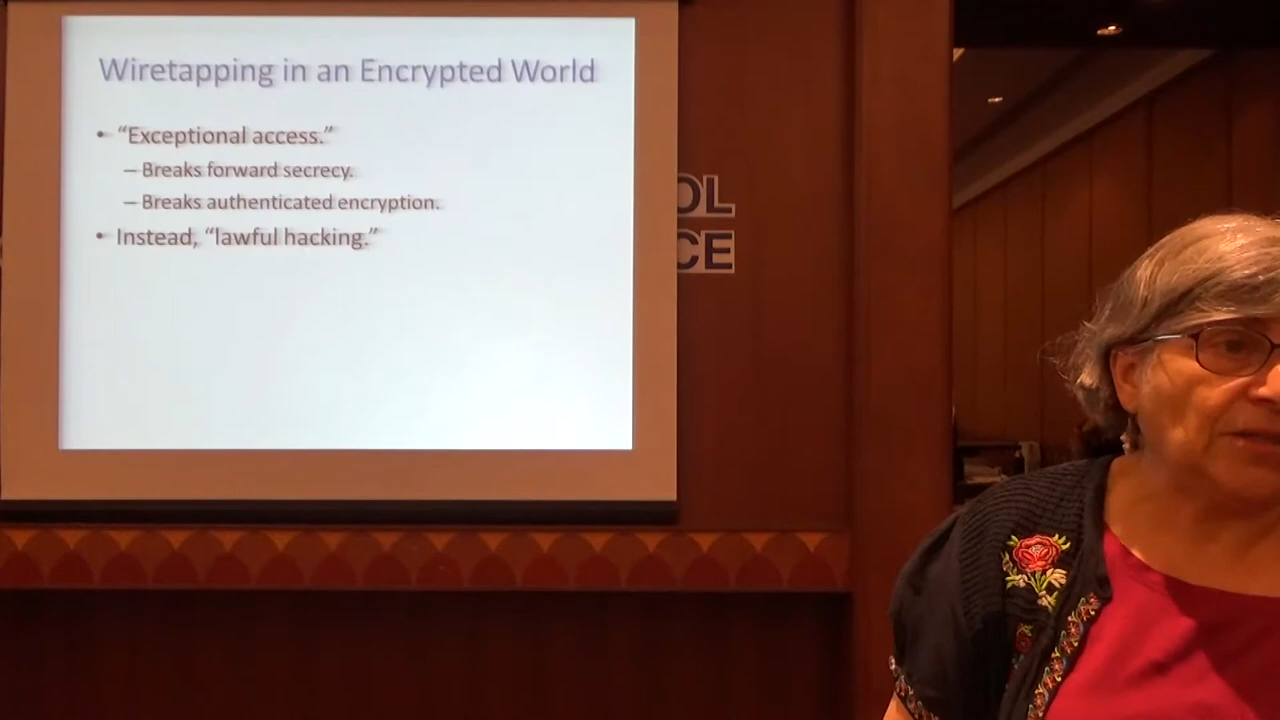 Wiretapping in an Encrypted World
• “Exceptional access.”
– Breaks forward secrecy.
– Breaks authenticated encryption.
• Instead, “lawful hacking.”
OL
CE